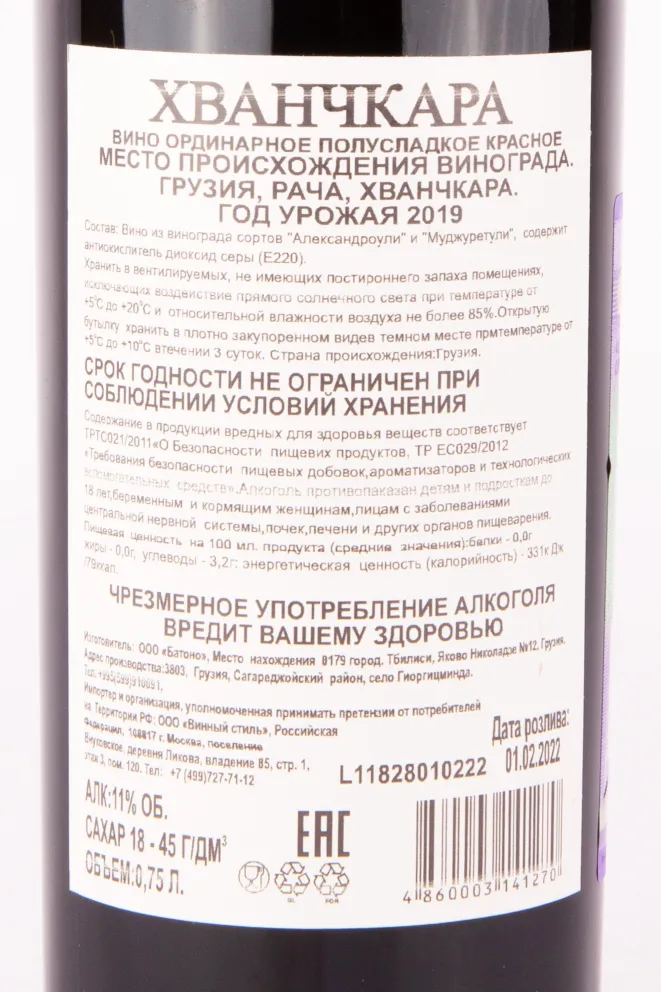 ХВАНЧКАРА
ВИНО ОРДИНАРНОЕ ПОЛУСЛАДКОЕ КРАСНОЕ
МЕСТО ПРОИСХОЖДЕНИЯ ВИНОГРАДА.
ГРУЗИЯ, РАЧА, ХВАНЧКАРА.
ГОД УРОЖАЯ 2019
Состав: Вино из винограда сортов "Александроули" и "Муджуретули", содержит
антиокислитель диоксид серы (Е220).
Хранить в вентилируемых, не имеющих постироннего запаха помещениях,
исключающих воздействие прямого солнечного света при температуре от
+5°С до +20°С и относительной влажности воздуха не более 85%.Открытую
бутылку хранить в плотно закупоренном видев темном месте прмтемпературе от
+5°С до +10°С втечении 3 суток. Страна происхождения:Грузия.
СРОК ГОДНОСТИ НЕ ОГРАНИЧЕН ПРИ
СОБЛЮДЕНИИ УСЛОВИЙ ХРАНЕНИЯ
Содержание в продукции вредных для здоровья веществ соответствует
ТРТС021/2011«О Безопасности пищевих продуктов, ТР ЕС029/2012
«Требования безопасности пищевых добовок,ароматизаторов и технологических
вспомогательных средств».Алкоголь противопаказан детям и подросткам до
18 лет,беременным и кормящим женщинам,лицам с заболеваниями
центральной нервной системы,почек,печени и других органов пищеварения.
Пищевая ценность на 100 мл. продукта (средние значения):белки - 0,0г
жиры - 0,0г, углеводы - 3,2г: энергетическая ценность (калорийность) - 331к Дж
/79ккал.
ЧРЕЗМЕРНОЕ УПОТРЕБЛЕНИЕ АЛКОГОЛЯ
ВРЕДИТ ВАШЕМУ ЗДОРОВЬЮ
Изготовитель: ООО «Батоно», Место нахождения 0179 город. Тбилиси, Яково Николадзе №12. Грузия.
Адрес производства:3803, Грузия, Сагареджойский район, село Гиоргицминда.
Тел.
Импортер и организация, уполномоченная принимать претензии от потребителей
на Территории РФ: ООО «Винный стиль», Российская
Федерация, 108817 г. Москва, поселение
Внуковское деревня Ликова, владение 85, стр. 1,
этаж 3, пом. 120. Тел: +7 (499)727-71-12
Дата розлива:
01.02.2022
L11828010222
АЛК:11% ОБ.
САХАР 18 - 45 Г/ДМ³
ОБЪЕМ:0,75 Л.
EAC
4 860003 141270